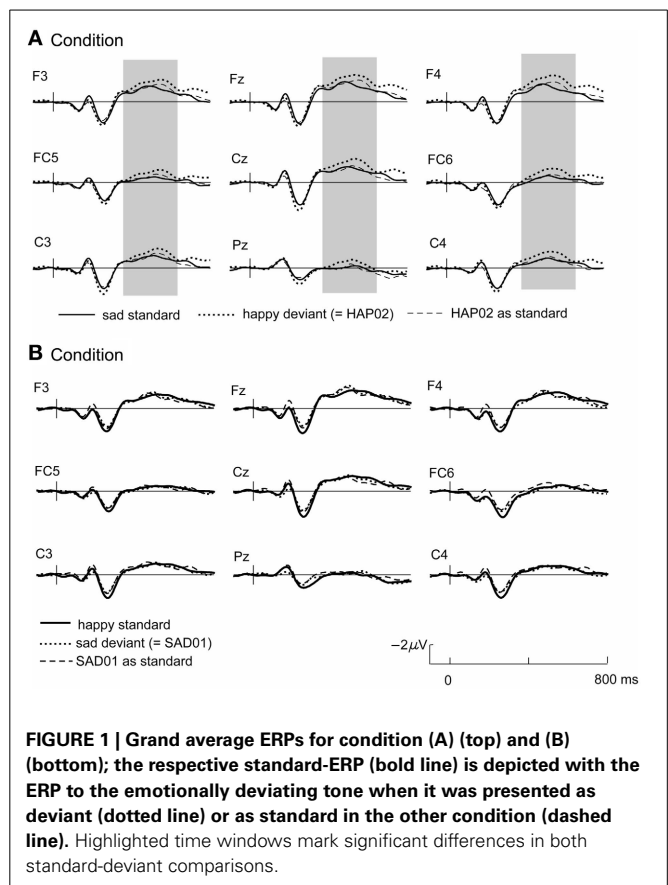 A Condition
F3 Fz F4
FC5 Cz FC6
C3 Pz C4
sad standard happy deviant (= HAP02) HAP02 as standard
B Condition
F3 Fz F4
FC5 Cz FC6
C3 Pz C4
happy standard
sad deviant (= SAD01)
SAD01 as standard
−2μV
0 800 ms
FIGURE 1 | Grand average ERPs for condition (A) (top) and (B)
(bottom); the respective standard-ERP (bold line) is depicted with the
ERP to the emotionally deviating tone when it was presented as
deviant (dotted line) or as standard in the other condition (dashed
line). Highlighted time windows mark significant differences in both
standard-deviant comparisons.